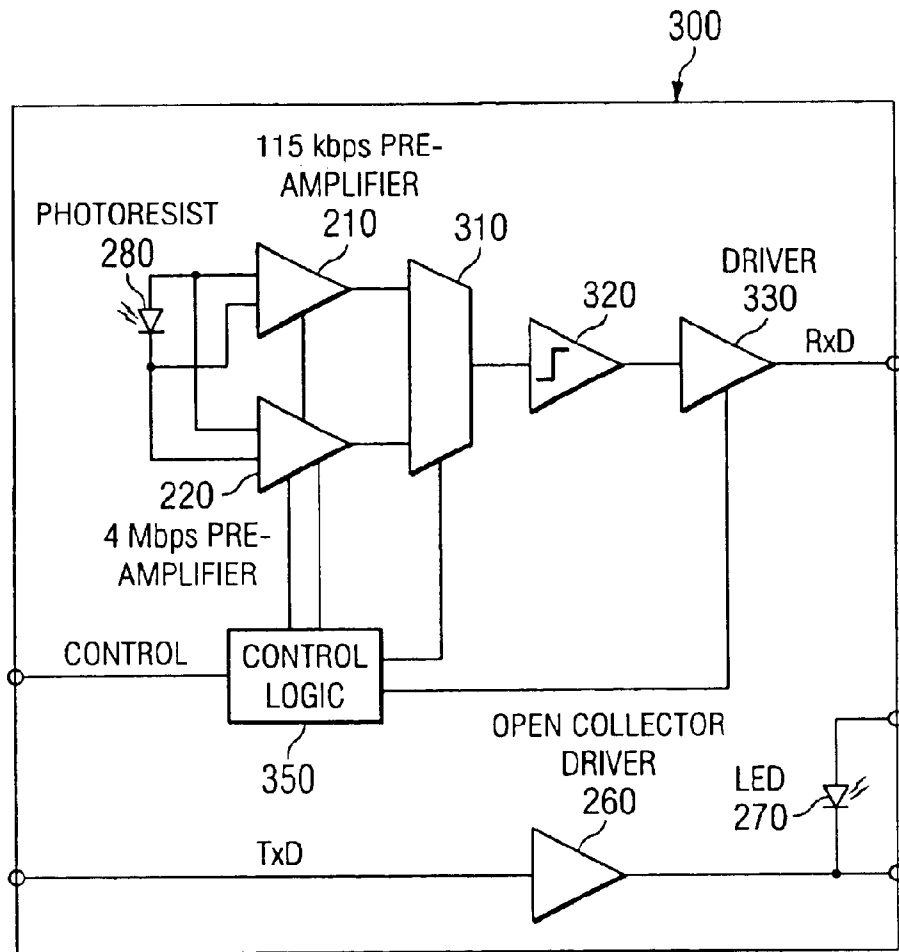 300
115 kbps PRE-
AMPLIFIER
210
PHOTORESIST
280
310
320
DRIVER
330
RxD
220
4 Mbps PRE-
AMPLIFIER
CONTROL
CONTROL
LOGIC
350
OPEN COLLECTOR
DRIVER
260
LED
270
TxD